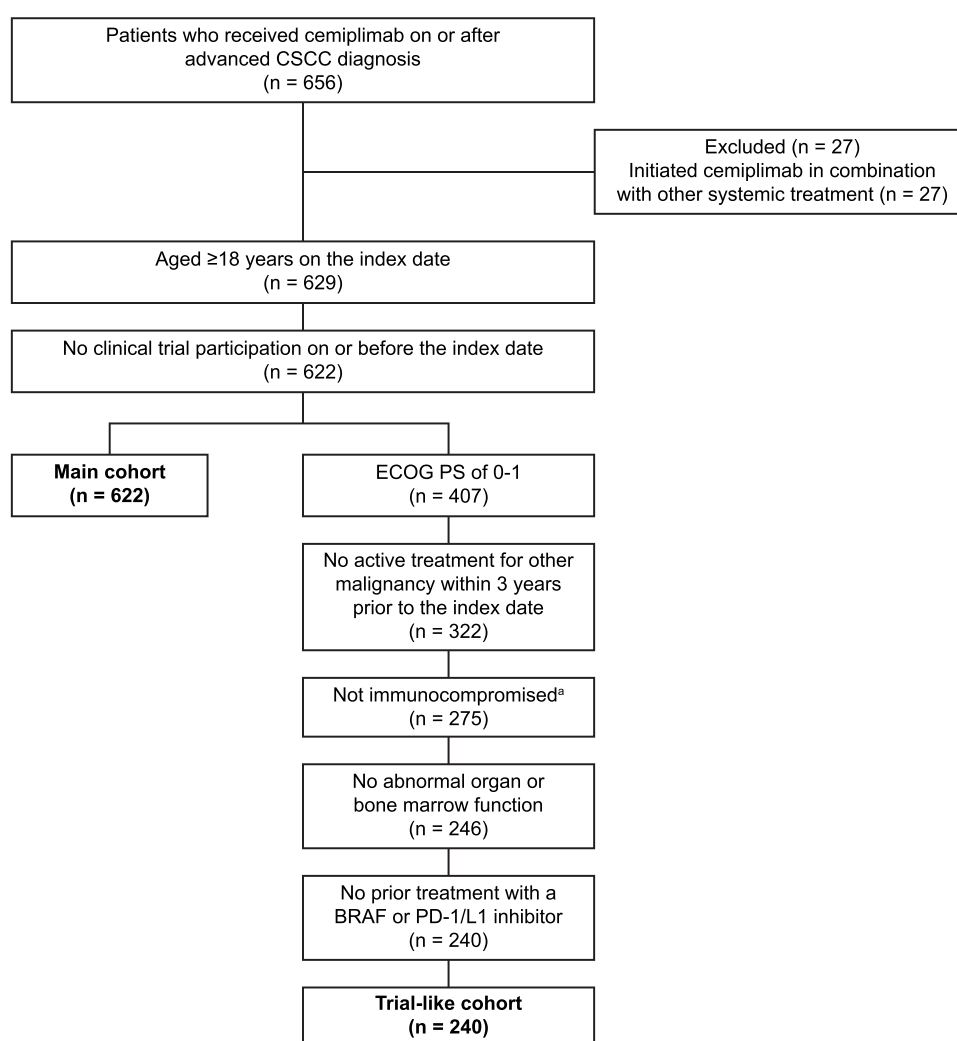 Patients who received cemiplimab on or after
advanced CSCC diagnosis
(n = 656)
Excluded (n = 27)
Initiated cemiplimab in combination
with other systemic treatment (n = 27)
Aged ≥18 years on the index date
(n = 629)
No clinical trial participation on or before the index date
(n = 622)
Main cohort
(n = 622)
ECOG PS of 0-1
(n = 407)
No active treatment for other
malignancy within 3 years
prior to the index date
(n = 322)
Not immunocompromisedᵃ
(n = 275)
No abnormal organ or
bone marrow function
(n = 246)
No prior treatment with a
BRAF or PD-1/L1 inhibitor
(n = 240)
Trial-like cohort
(n = 240)